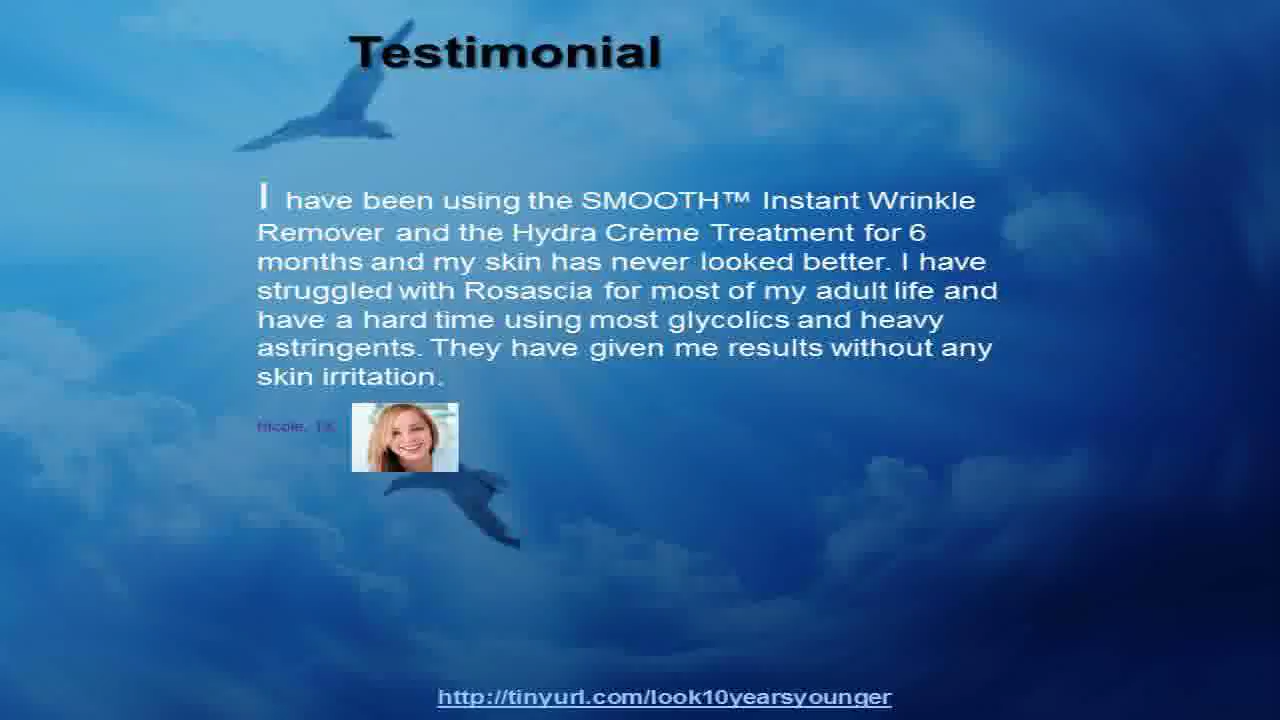 Testimonial
I have been using the SMOOTH™ Instant Wrinkle
Remover and the Hydra Crème Treatment for 6
months and my skin has never looked better. I have
struggled with Rosascia for most of my adult life and
have a hard time using most glycolics and heavy
astringents. They have given me results without any
skin irritation.
Nicole, TX
http://tinyurl.com/look10yearsyounger